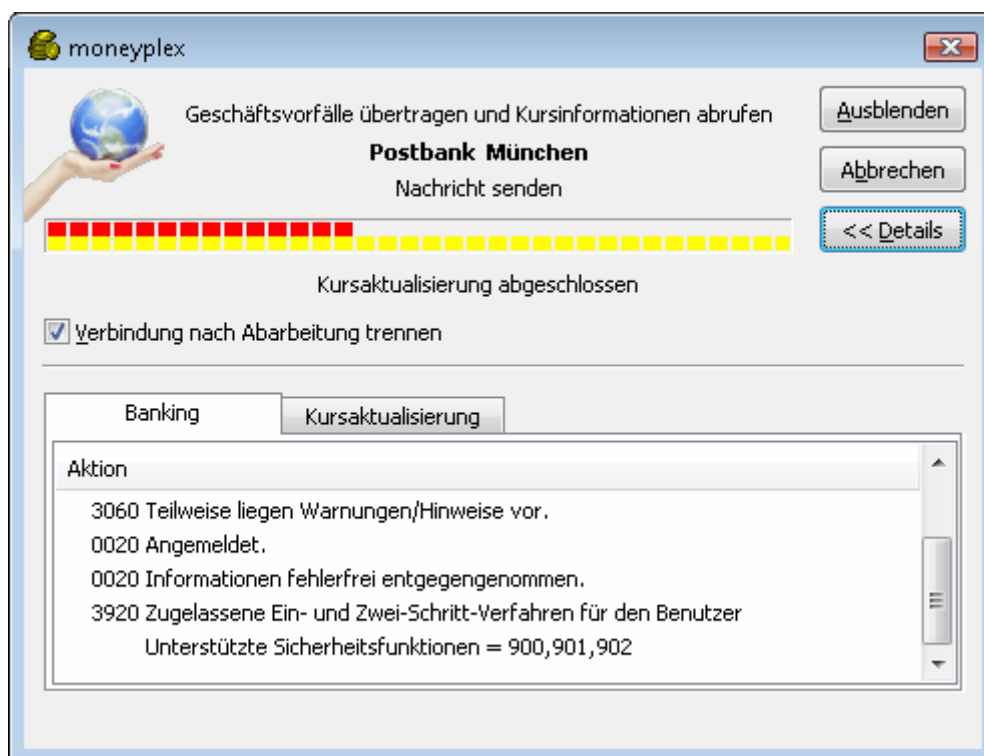 moneyplex
Geschäftsvorfälle übertragen und Kursinformationen abrufen
Postbank München
Nachricht senden
Ausblenden
Abbrechen
<< Details
Kursaktualisierung abgeschlossen
Verbindung nach Abarbeitung trennen
Banking
Kursaktualisierung
Aktion
3060 Teilweise liegen Warnungen/Hinweise vor.
0020 Angemeldet.
0020 Informationen fehlerfrei entgegengenommen.
3920 Zugelassene Ein- und Zwei-Schritt-Verfahren für den Benutzer
Unterstützte Sicherheitsfunktionen = 900,901,902